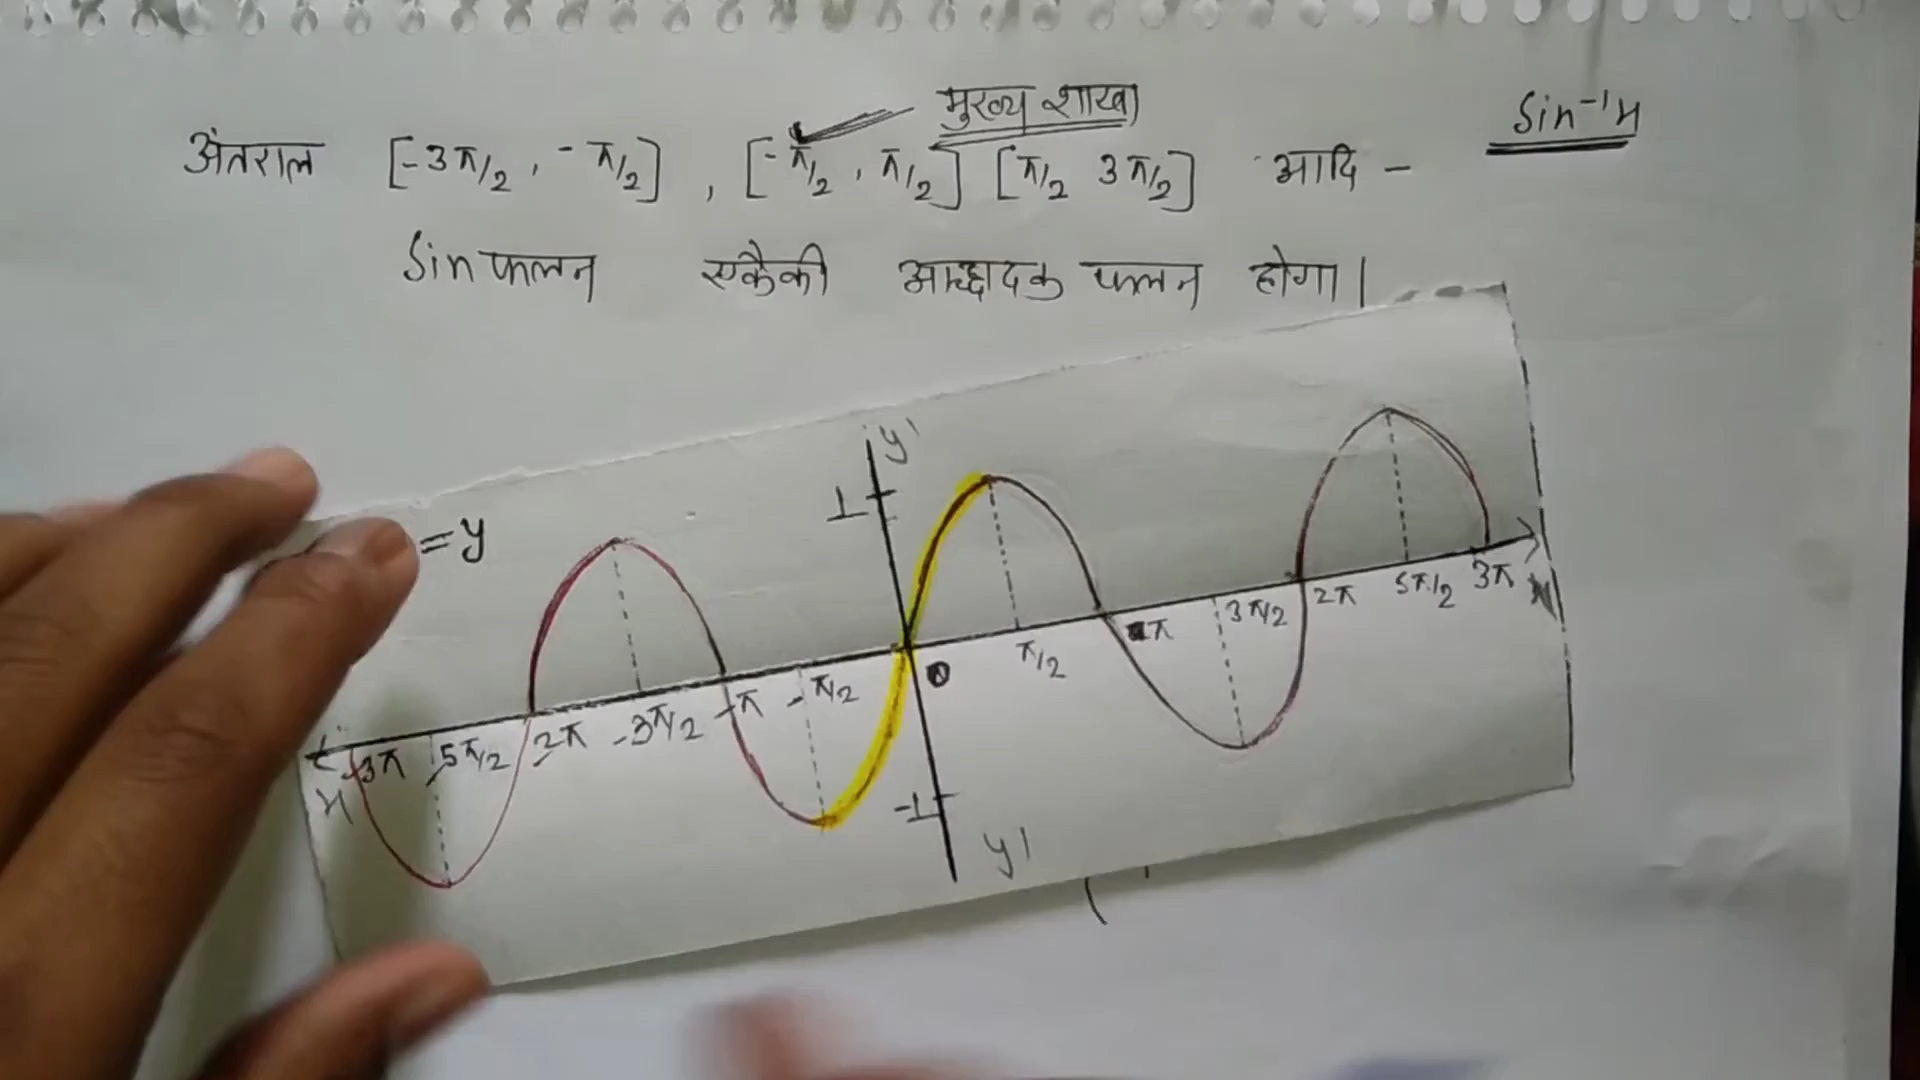 मुख्य शाखा
Sin⁻¹x
अंतराल [-3π/2, -π/2], [-π/2, π/2] [π/2 3π/2] आदि -
Sin फलन एकैकी आच्छादक फलन होगा।
y'
1
=y
3π
5π/2
2π
3π/2
π
π/2
0
-π/2
-π
-3π/2
-2π
-5π/2
-3π
-1
y'